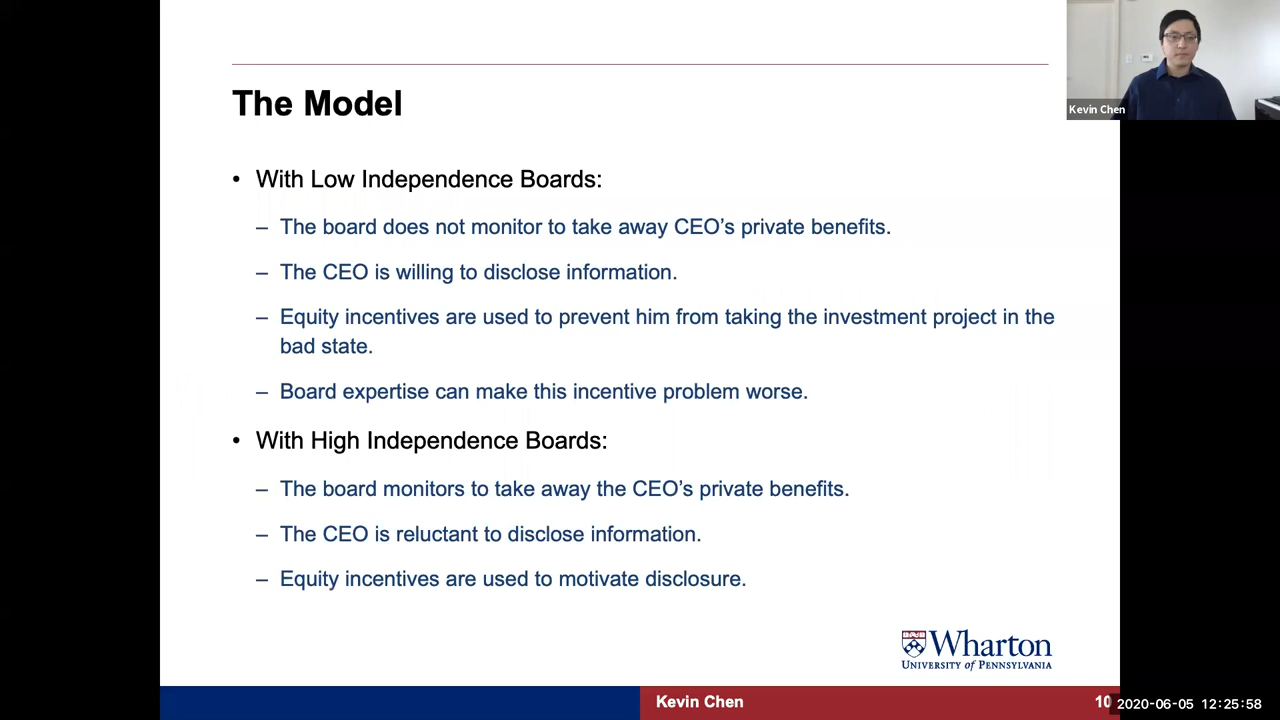 The Model
• With Low Independence Boards:
– The board does not monitor to take away CEO’s private benefits.
– The CEO is willing to disclose information.
– Equity incentives are used to prevent him from taking the investment project in the
bad state.
– Board expertise can make this incentive problem worse.
• With High Independence Boards:
– The board monitors to take away the CEO’s private benefits.
– The CEO is reluctant to disclose information.
– Equity incentives are used to motivate disclosure.
Wharton
UNIVERSITY of PENNSYLVANIA
Kevin Chen
10
Kevin Chen
2020-06-05 12:25:58